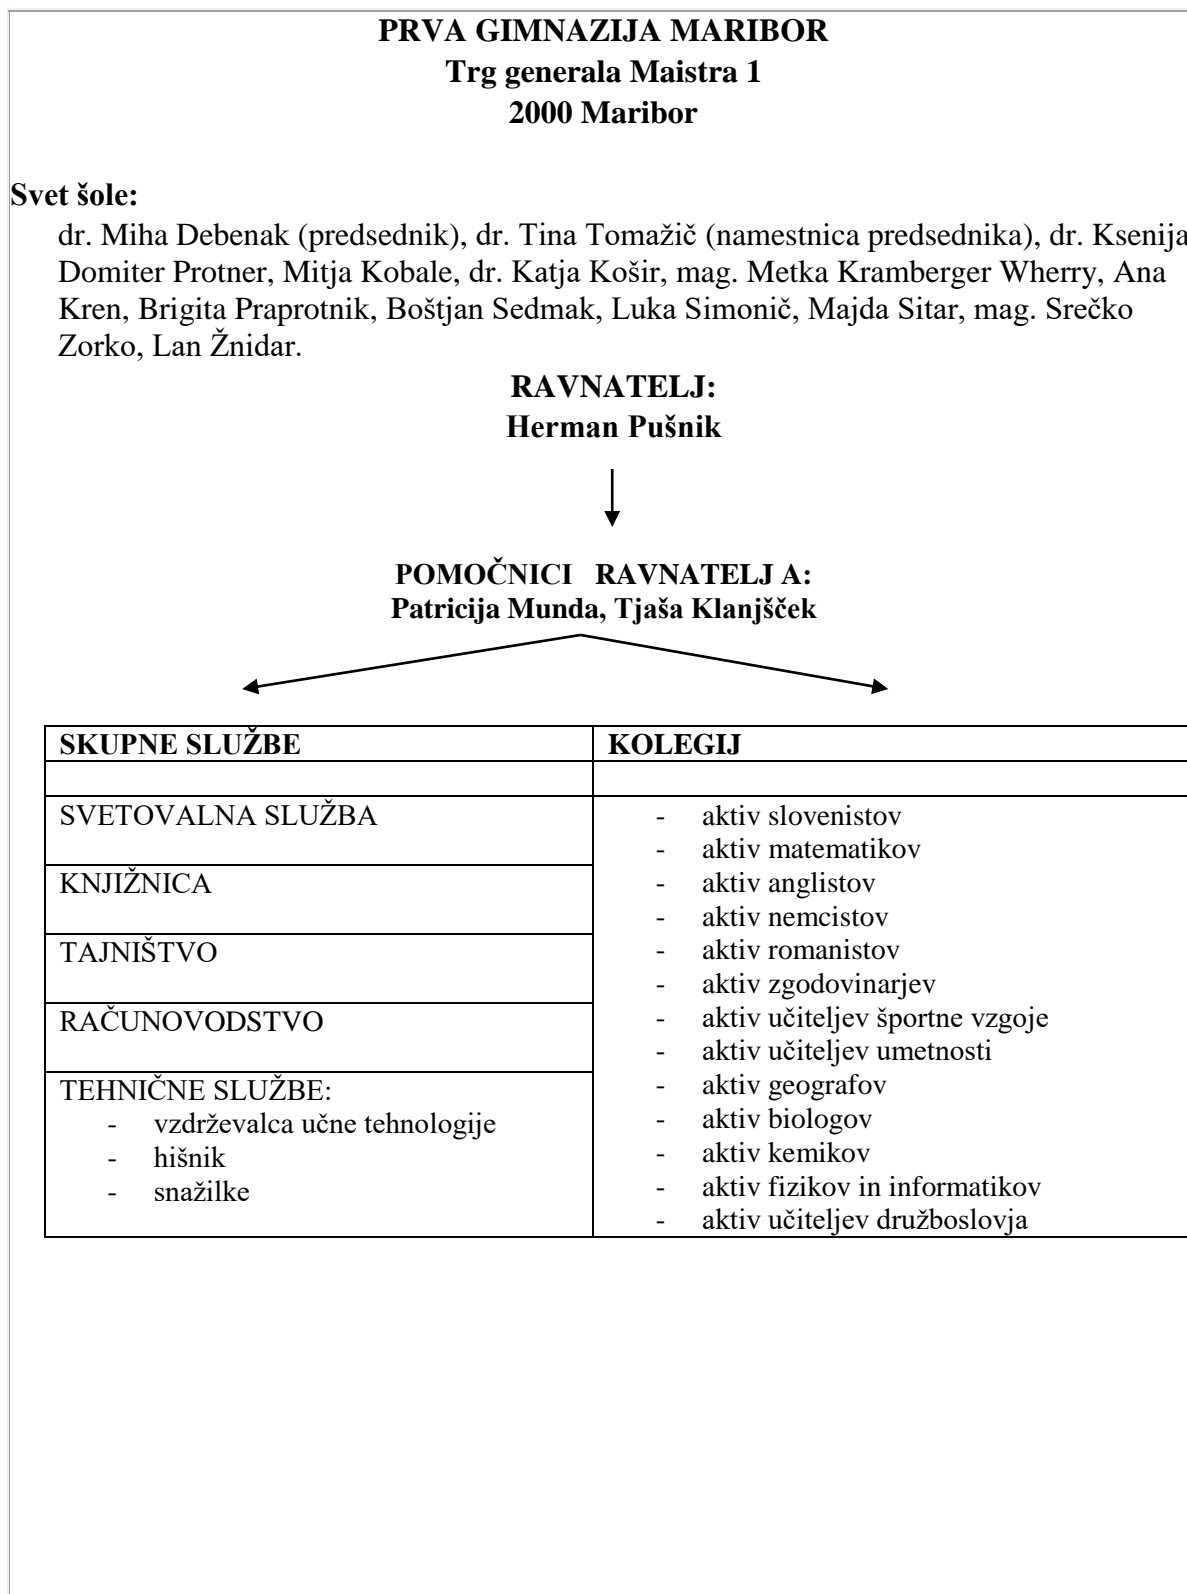 PRVA GIMNAZIJA MARIBOR
Trg generala Maistra 1
2000 Maribor
Svet šole:
dr. Miha Debenak (predsednik), dr. Tina Tomažič (namestnica predsednika), dr. Ksenija
Domiter Protner, Mitja Kobale, dr. Katja Košir, mag. Metka Kramberger Wherry, Ana
Kren, Brigita Praprotnik, Boštjan Sedmak, Luka Simonič, Majda Sitar, mag. Srečko
Zorko, Lan Žnidar.
RAVNATELJ:
Herman Pušnik
POMOČNICI RAVNATELJ A:
Patricija Munda, Tjaša Klanjšček
SKUPNE SLUŽBE
SVETOVALNA SLUŽBA
KNJIŽNICA
TAJNIŠTVO
RAČUNOVODSTVO
TEHNIČNE SLUŽBE:
- vzdrževalca učne tehnologije
- hišnik
- snažilke
KOLEGIJ
- aktiv slovenistov
- aktiv matematikov
- aktiv anglistov
- aktiv nemcistov
- aktiv romanistov
- aktiv zgodovinarjev
- aktiv učiteljev športne vzgoje
- aktiv učiteljev umetnosti
- aktiv geografov
- aktiv biologov
- aktiv kemikov
- aktiv fizikov in informatikov
- aktiv učiteljev družboslovja